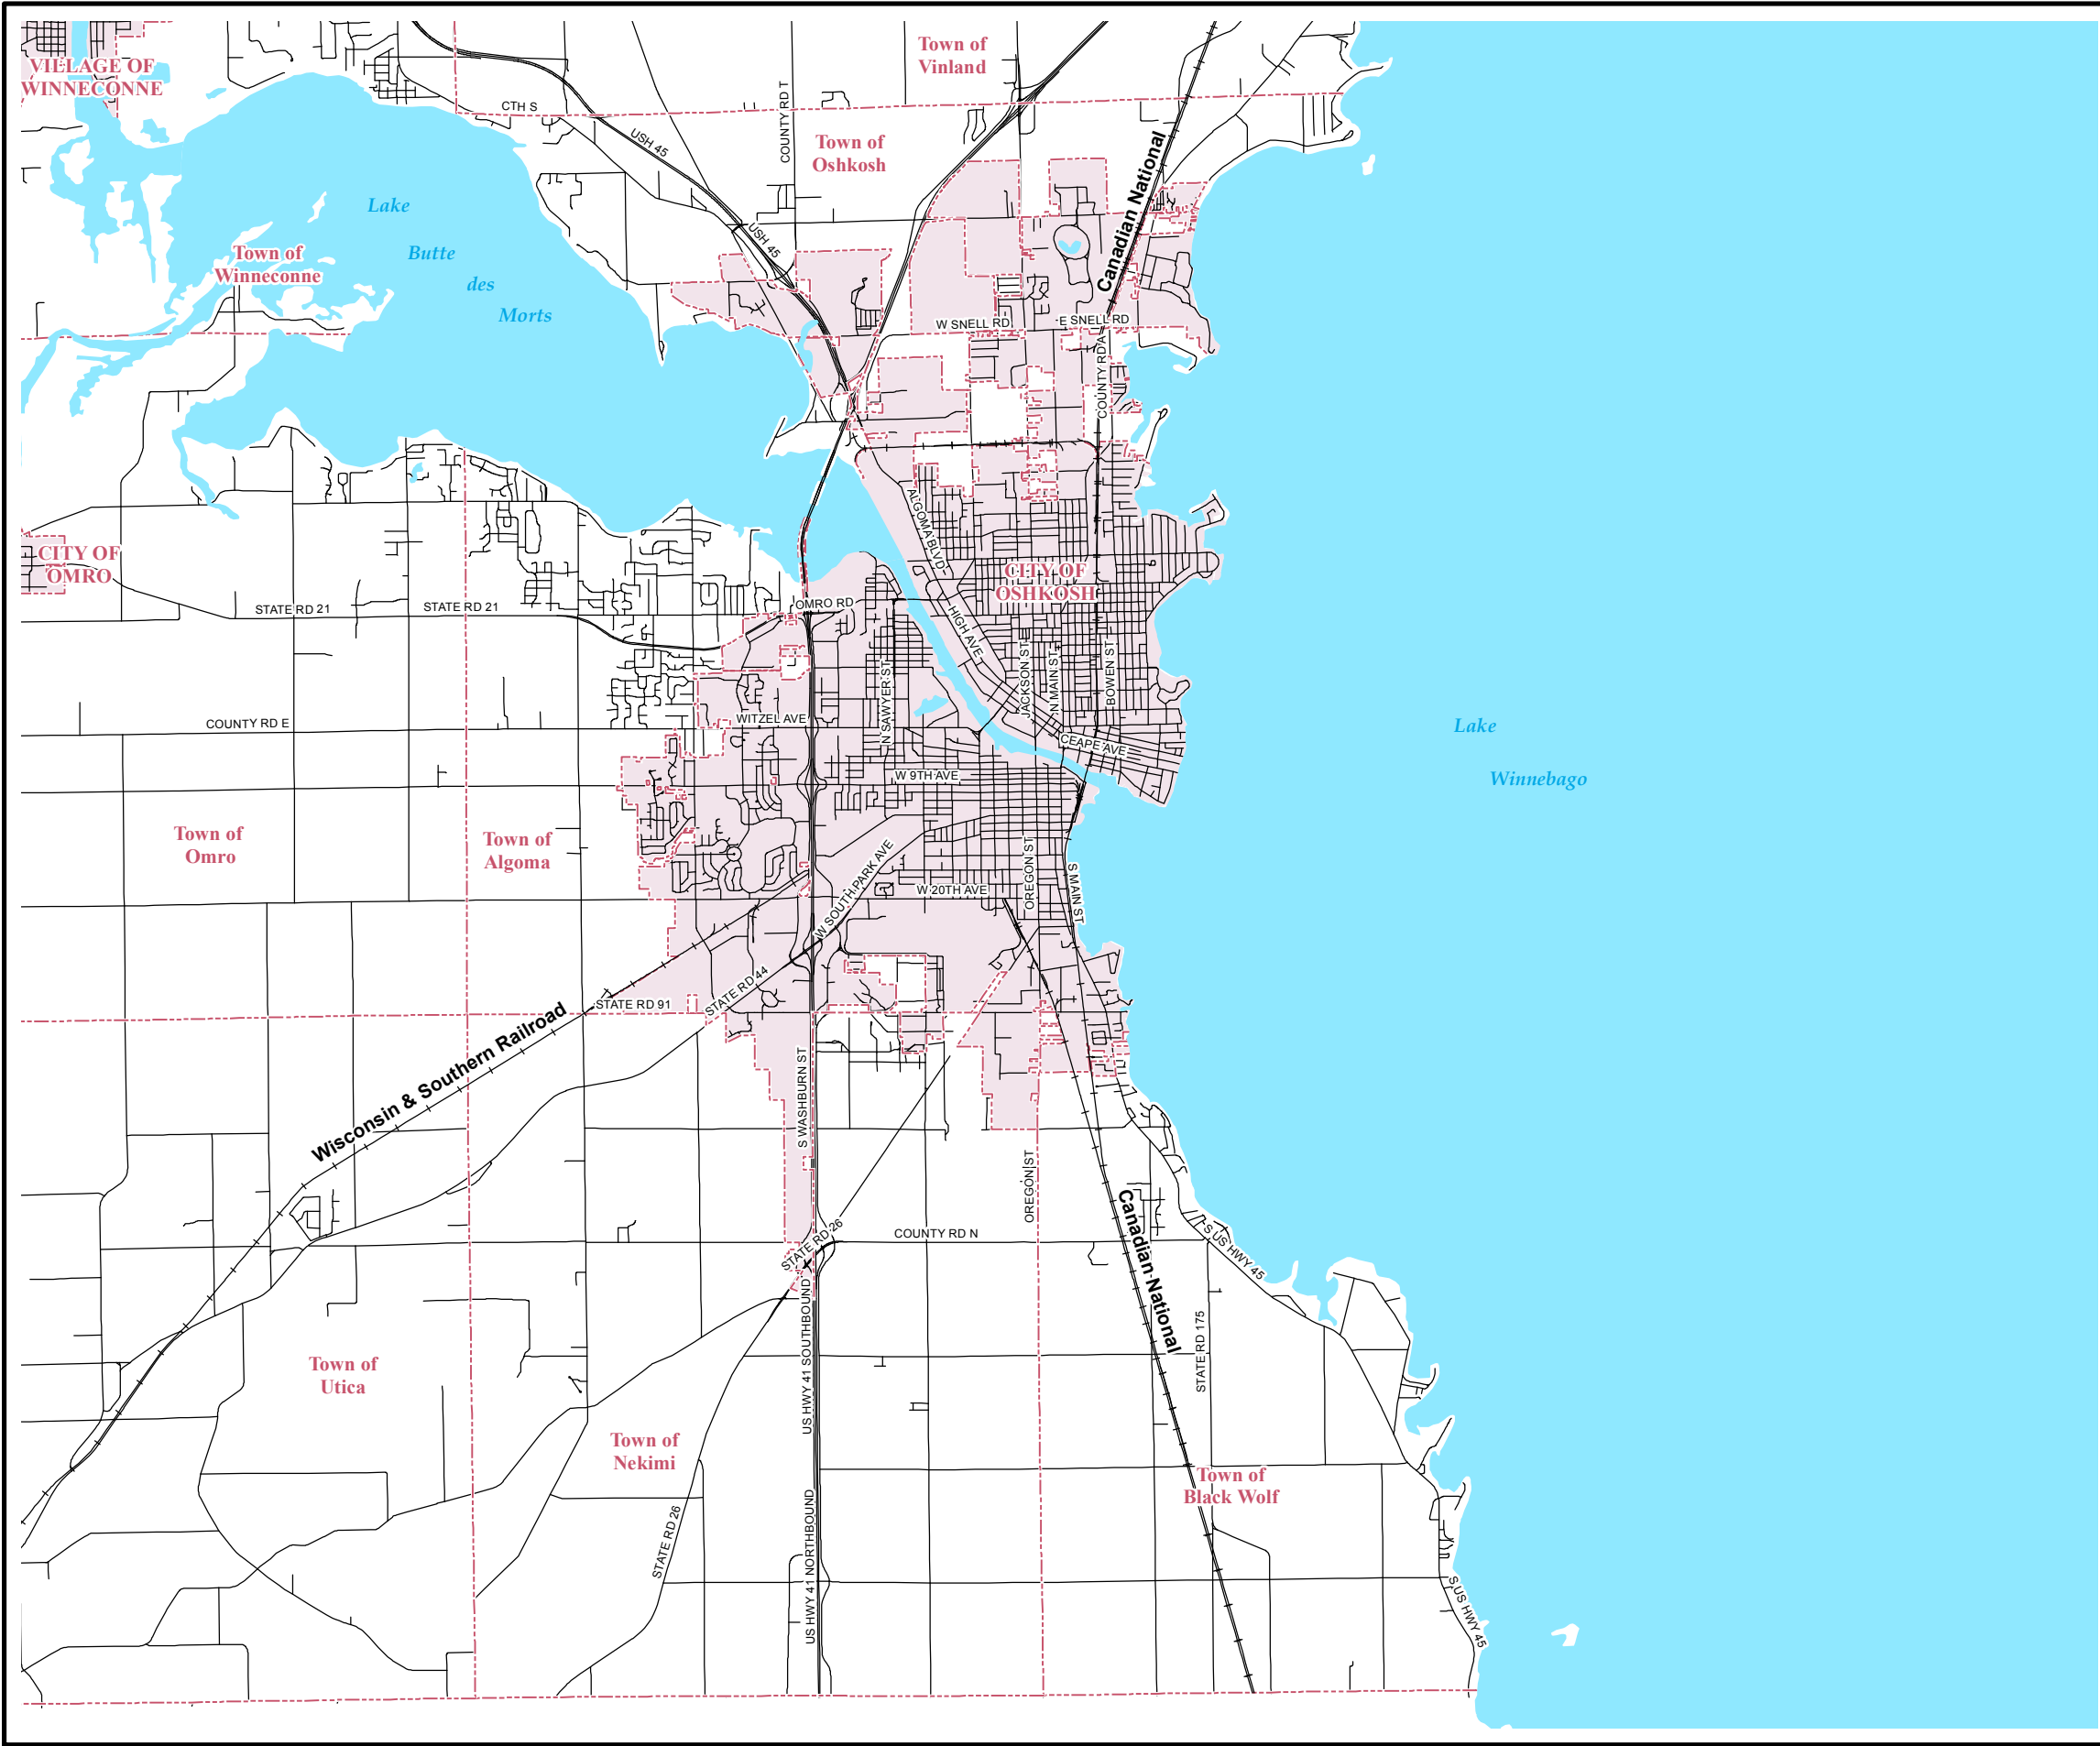 Town of
Vinland
VILLAGE OF
WINNECONNE
CTH S
COUNTY RD T
USH 45
Town of
Oshkosh
Canadian National
Lake
Butte
des
Morts
USH 45
Town of
Winneconne
W SNELL RD
E SNELL RD
COUNTY RD A
ALGOMA BLVD
CITY OF
OMRO
CITY OF
OSHKOSH
STATE RD 21
STATE RD 21
OMRO RD
HIGH AVE
N SAWYER ST
JACKSON ST
N MAIN ST
BOWEN ST
COUNTY RD E
WITZEL AVE
CEAPE AVE
Lake
Winnebago
W 9TH AVE
Town of
Omro
Town of
Algoma
W SOUTH PARK AVE
OREGON ST
S MAIN ST
W 20TH AVE
STATE RD 44
STATE RD 91
Wisconsin & Southern Railroad
S WASHBURN ST
OREGON ST
Canadian National
STATE RD 26
COUNTY RD N
S US HWY 45
US HWY 41 SOUTHBOUND
STATE RD 175
Town of
Utica
Town of
Nekimi
Town of
Black Wolf
STATE RD 26
US HWY 41 NORTHBOUND
S US HWY 45